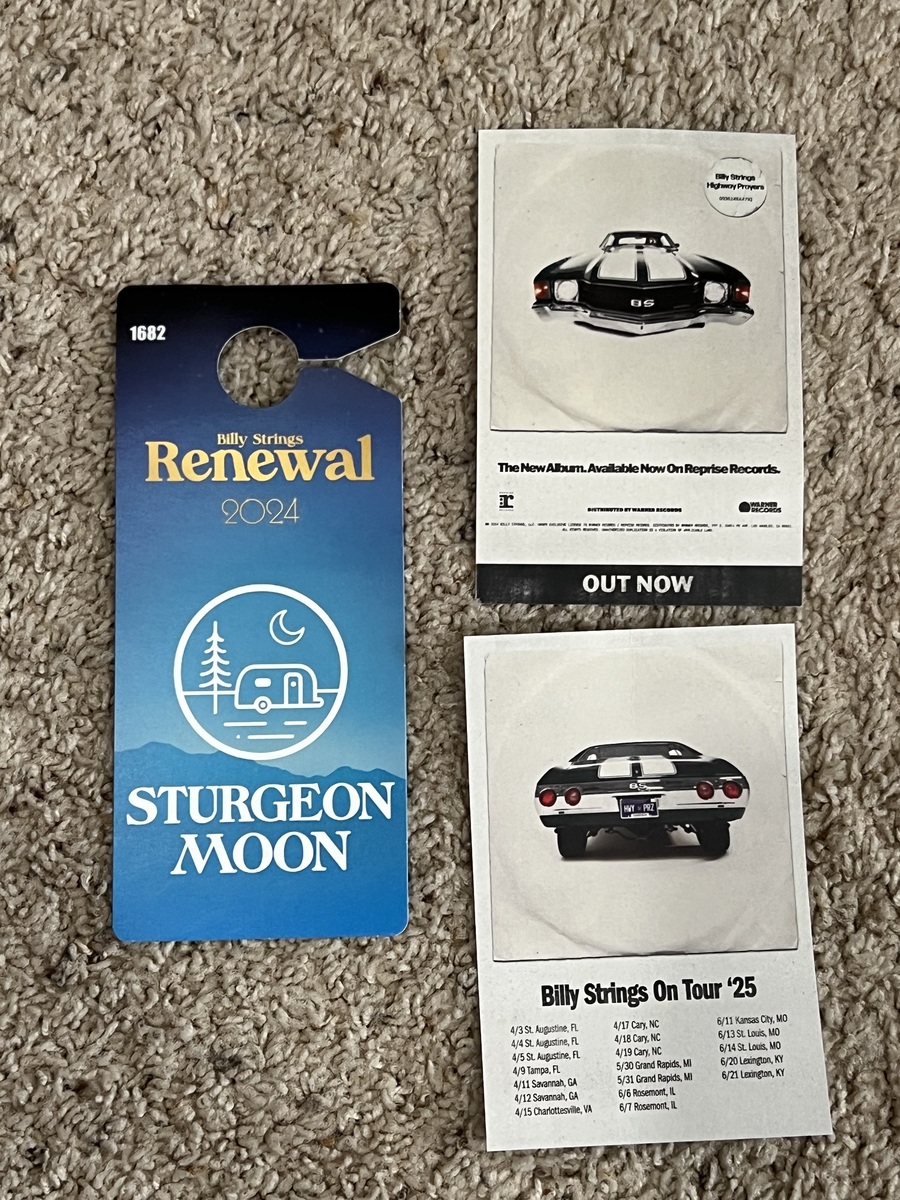 1682
Billy Strings
Renewal
2024
STURGEON
MOON
Billy Strings
Highway Prayers
BS
The New Album. Available Now On Reprise Records.
r
DISTRIBUTED BY WARNER RECORDS
WARNER
RECORDS
OUT NOW
BS
HWY PRZ
Billy Strings On Tour ‘25
4/3 St. Augustine, FL
4/4 St. Augustine, FL
4/5 St. Augustine, FL
4/9 Tampa, FL
4/11 Savannah, GA
4/12 Savannah, GA
4/15 Charlottesville, VA
4/17 Cary, NC
4/18 Cary, NC
4/19 Cary, NC
5/30 Grand Rapids, MI
5/31 Grand Rapids, MI
6/6 Rosemont, IL
6/7 Rosemont, IL
6/11 Kansas City, MO
6/13 St. Louis, MO
6/14 St. Louis, MO
6/20 Lexington, KY
6/21 Lexington, KY